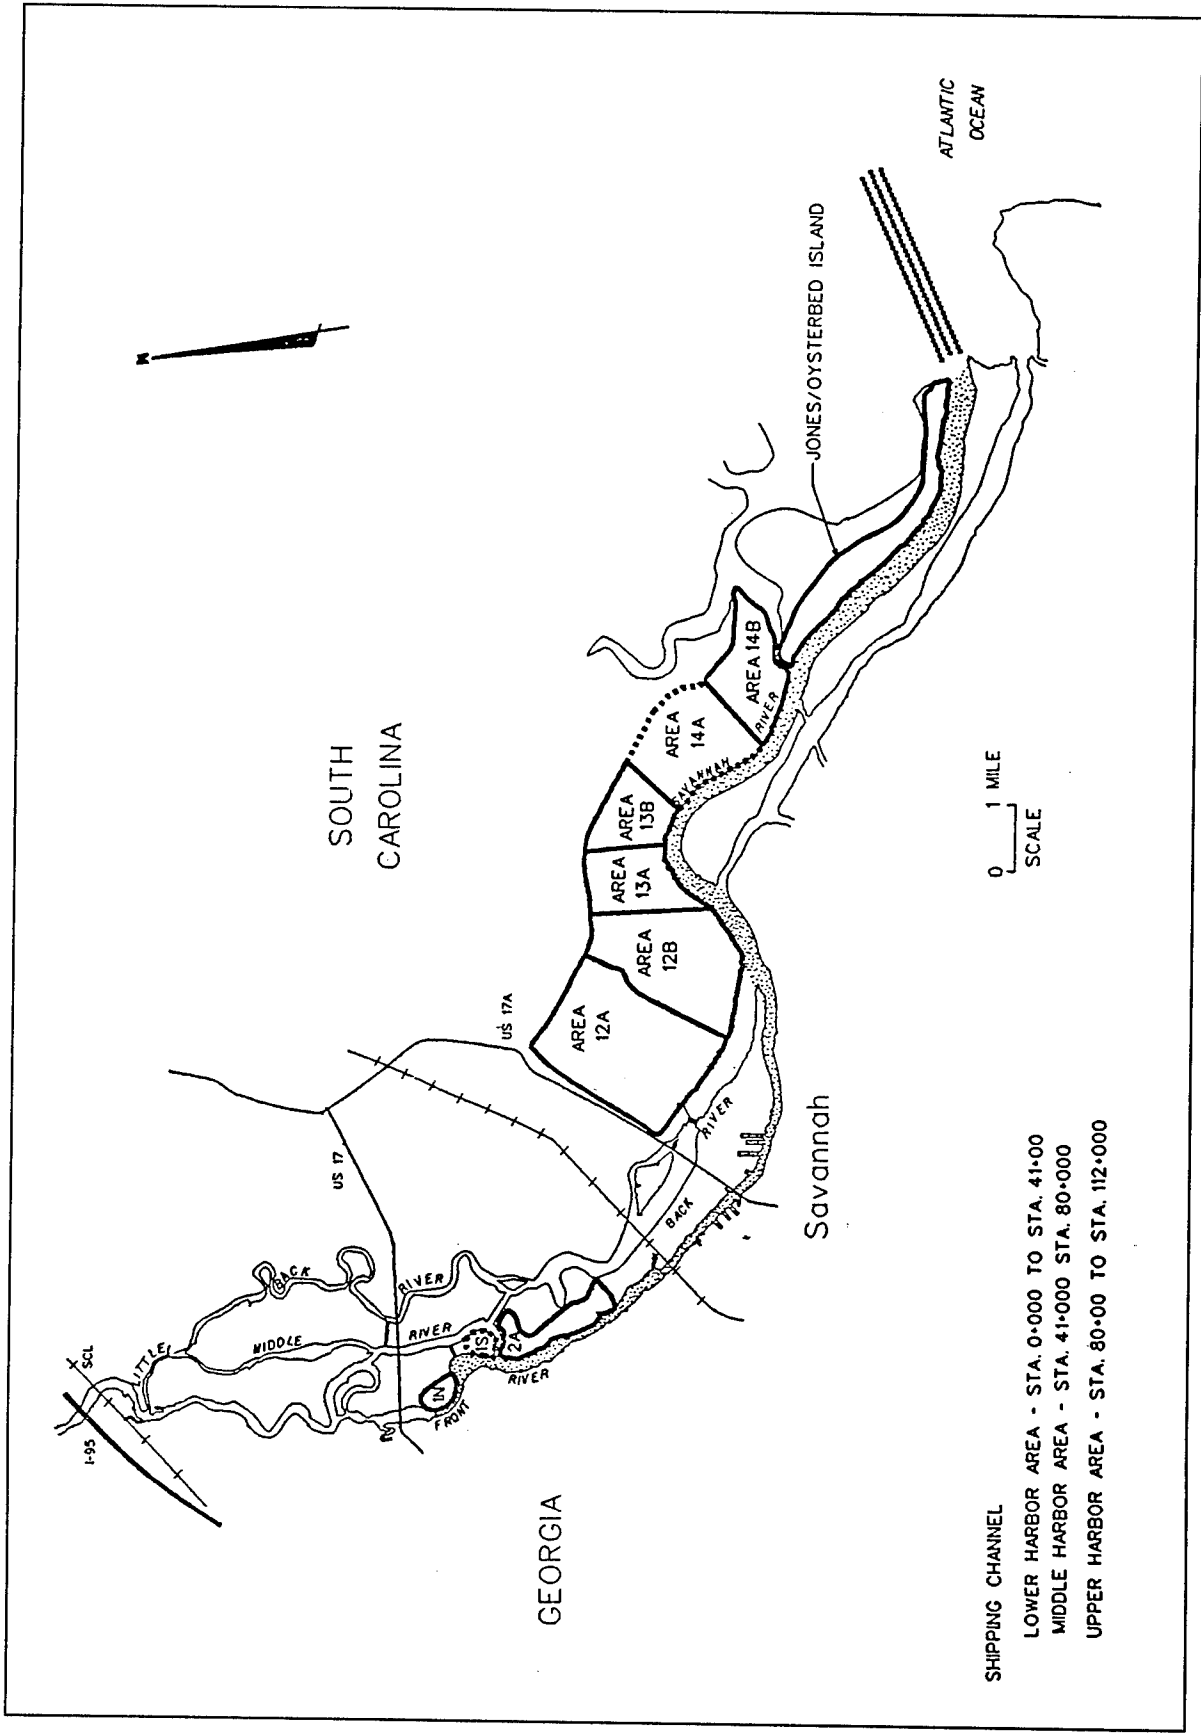 N
ATLANTIC
OCEAN
SOUTH
CAROLINA
JONES/OYSTERBED ISLAND
I-95
SCL
LITTLE
BACK
RIVER
MIDDLE
RIVER
US 17
US 17A
1N
1S
2A
FRONT
RIVER
BACK
RIVER
AREA
12A
AREA
12B
AREA
13A
AREA
13B
AREA
14A
AREA 14B
SAVANNAH
RIVER
GEORGIA
Savannah
0 1 MILE
SCALE
SHIPPING CHANNEL
LOWER HARBOR AREA - STA. 0+000 TO STA. 41+00
MIDDLE HARBOR AREA - STA. 41+000 STA. 80+000
UPPER HARBOR AREA - STA. 80+00 TO STA. 112+000